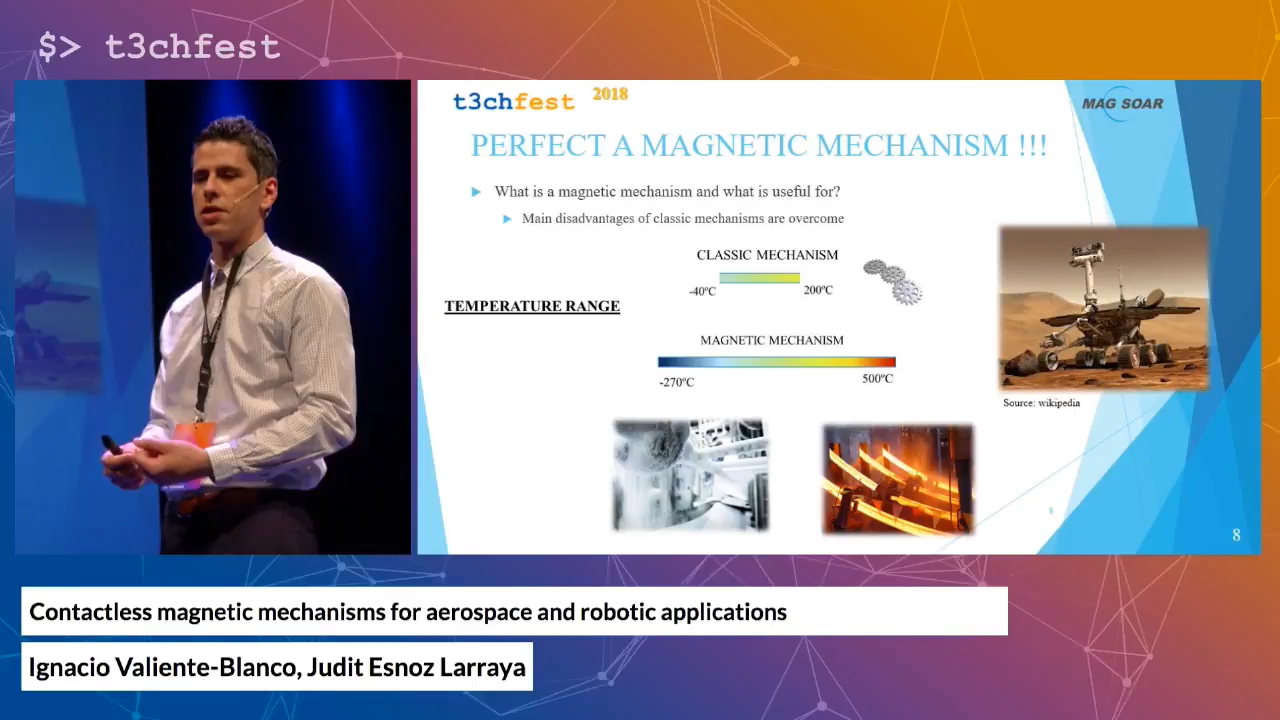 $> t3chfest
t3chfest 2018
MAG SOAR
PERFECT A MAGNETIC MECHANISM !!!
What is a magnetic mechanism and what is useful for?
Main disadvantages of classic mechanisms are overcome
CLASSIC MECHANISM
-40ºC 200ºC
TEMPERATURE RANGE
MAGNETIC MECHANISM
-270ºC 500ºC
Source: wikipedia
8
8
Contactless magnetic mechanisms for aerospace and robotic applications
Ignacio Valiente-Blanco, Judit Esnoz Larraya